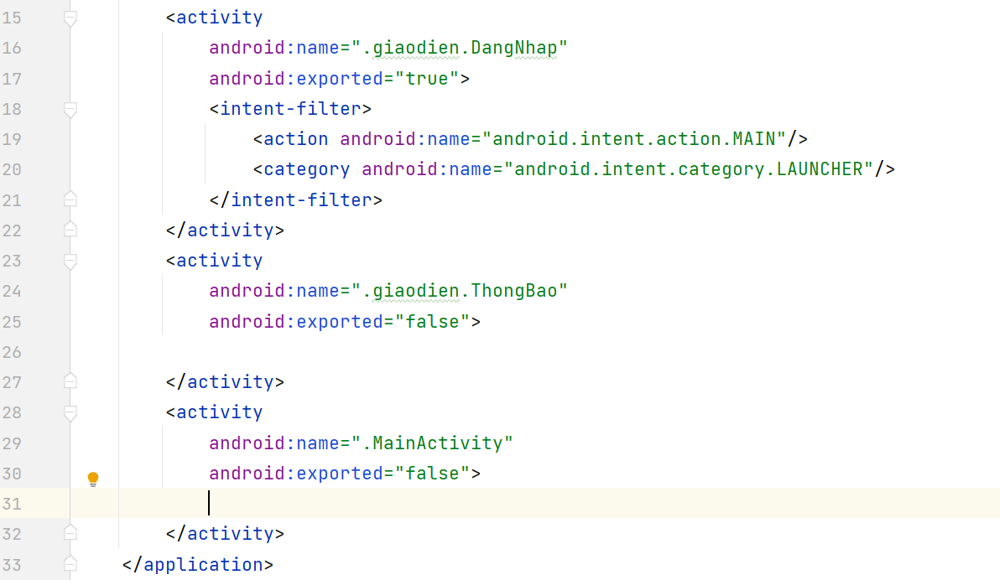 15 <activity
16 android:name=".giaodien.DangNhap"
17 android:exported="true">
18 <intent-filter>
19 <action android:name="android.intent.action.MAIN"/>
20 <category android:name="android.intent.category.LAUNCHER"/>
21 </intent-filter>
22 </activity>
23 <activity
24 android:name=".giaodien.ThongBao"
25 android:exported="false">
26
27 </activity>
28 <activity
29 android:name=".MainActivity"
30 android:exported="false">
31
32 </activity>
33 </application>